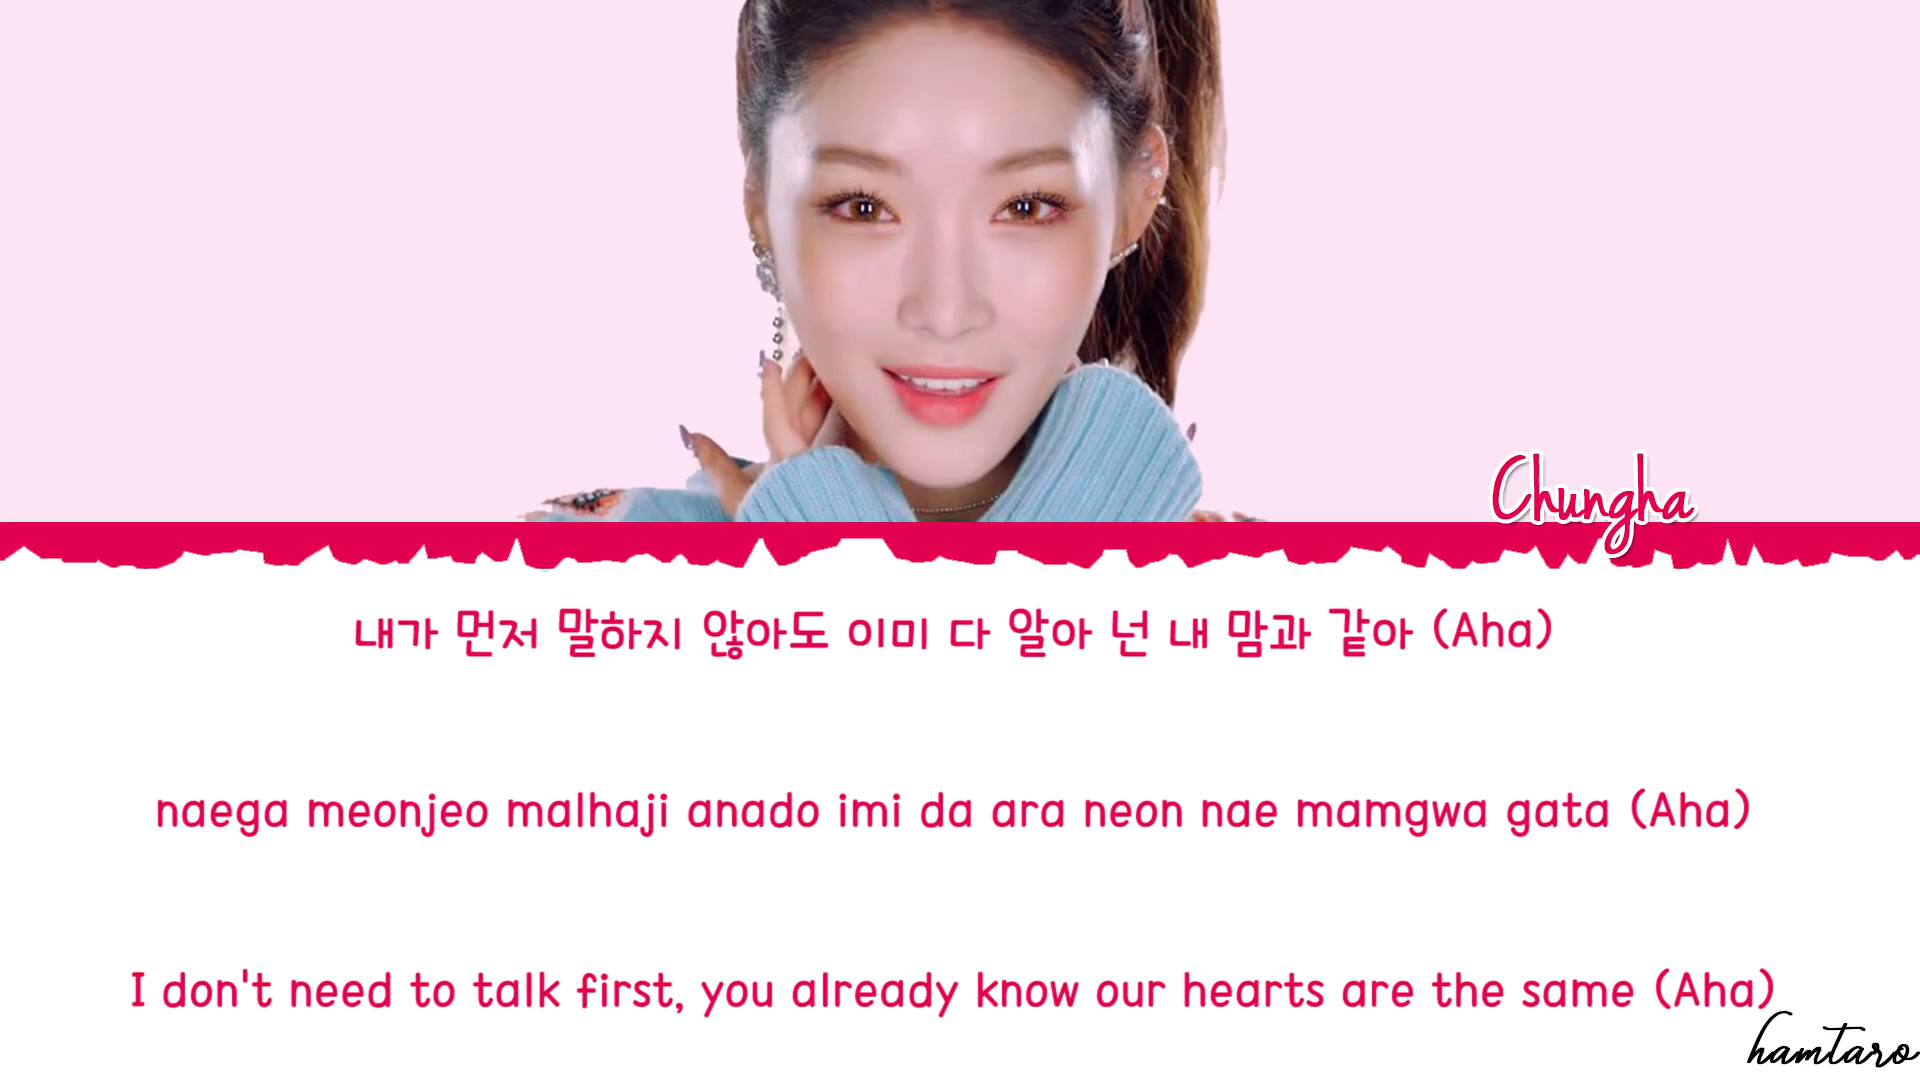 Chungha
내가 먼저 말하지 않아도 이미 다 알아 넌 내 맘과 같아 (Aha)
naega meonjeo malhaji anado imi da ara neon nae mamgwa gata (Aha)
I don't need to talk first, you already know our hearts are the same (Aha)
hamtaro